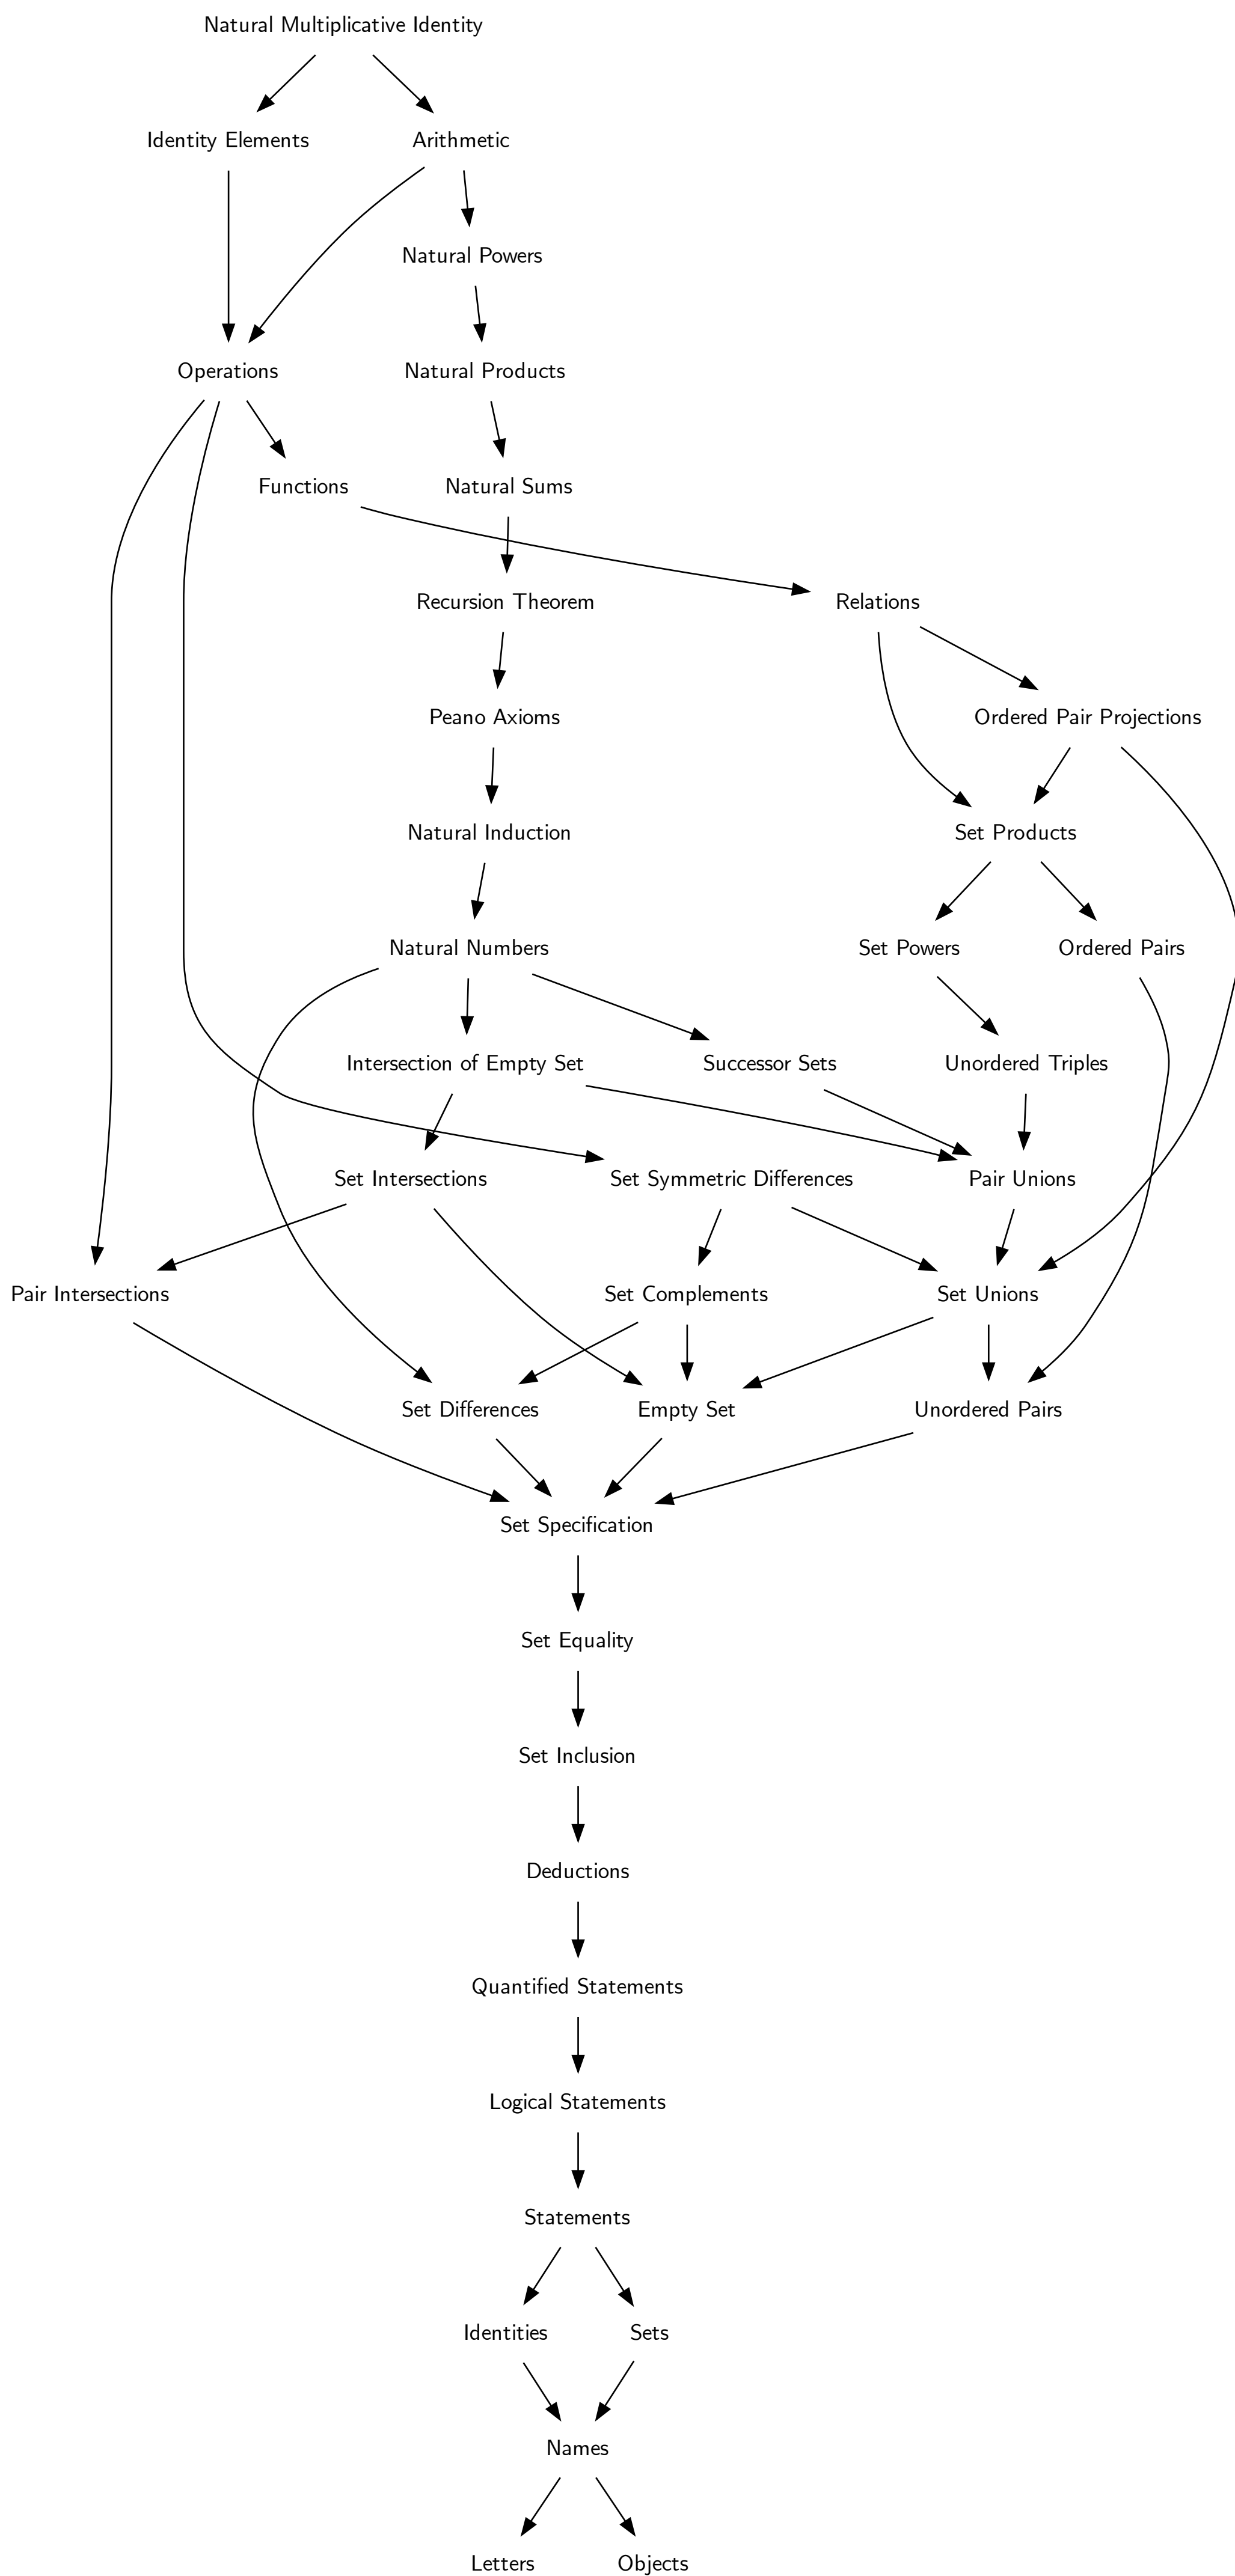 Natural Multiplicative Identity
Identity Elements
Arithmetic
Natural Powers
Operations
Natural Products
Functions
Natural Sums
Recursion Theorem
Relations
Peano Axioms
Ordered Pair Projections
Natural Induction
Set Products
Natural Numbers
Set Powers
Ordered Pairs
Intersection of Empty Set
Successor Sets
Unordered Triples
Set Intersections
Set Symmetric Differences
Pair Unions
Pair Intersections
Set Complements
Set Unions
Set Differences
Empty Set
Unordered Pairs
Set Specification
Set Equality
Set Inclusion
Deductions
Quantified Statements
Logical Statements
Statements
Identities
Sets
Names
Letters
Objects